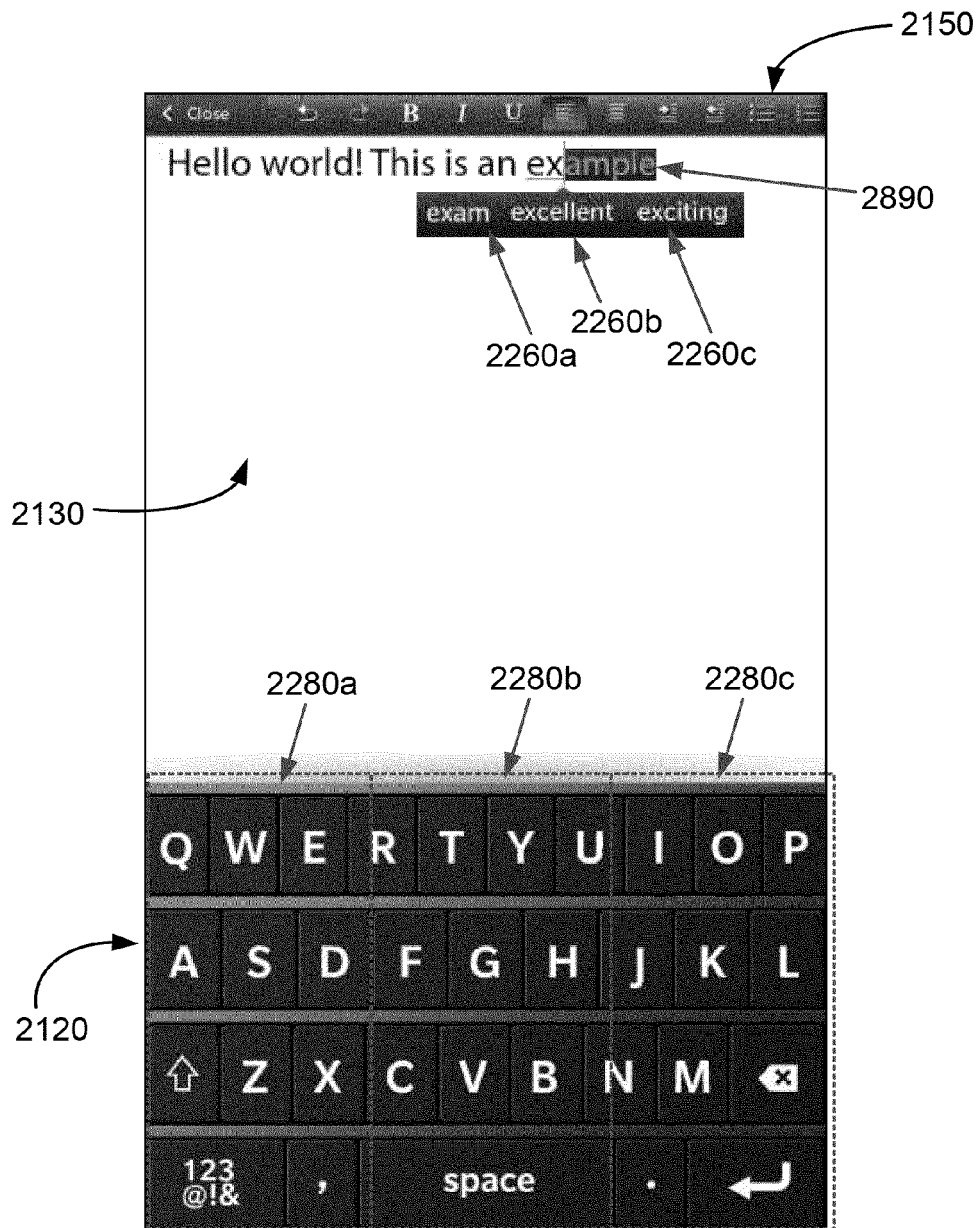 2150
< Close B I U
Hello world! This is an example
2890
exam excellent exciting
2260b
2260a 2260c
2130
2280a 2280b 2280c
Q W E R T Y U I O P
A S D F G H J K L
2120
Z X C V B N M
123 , space .
@!&